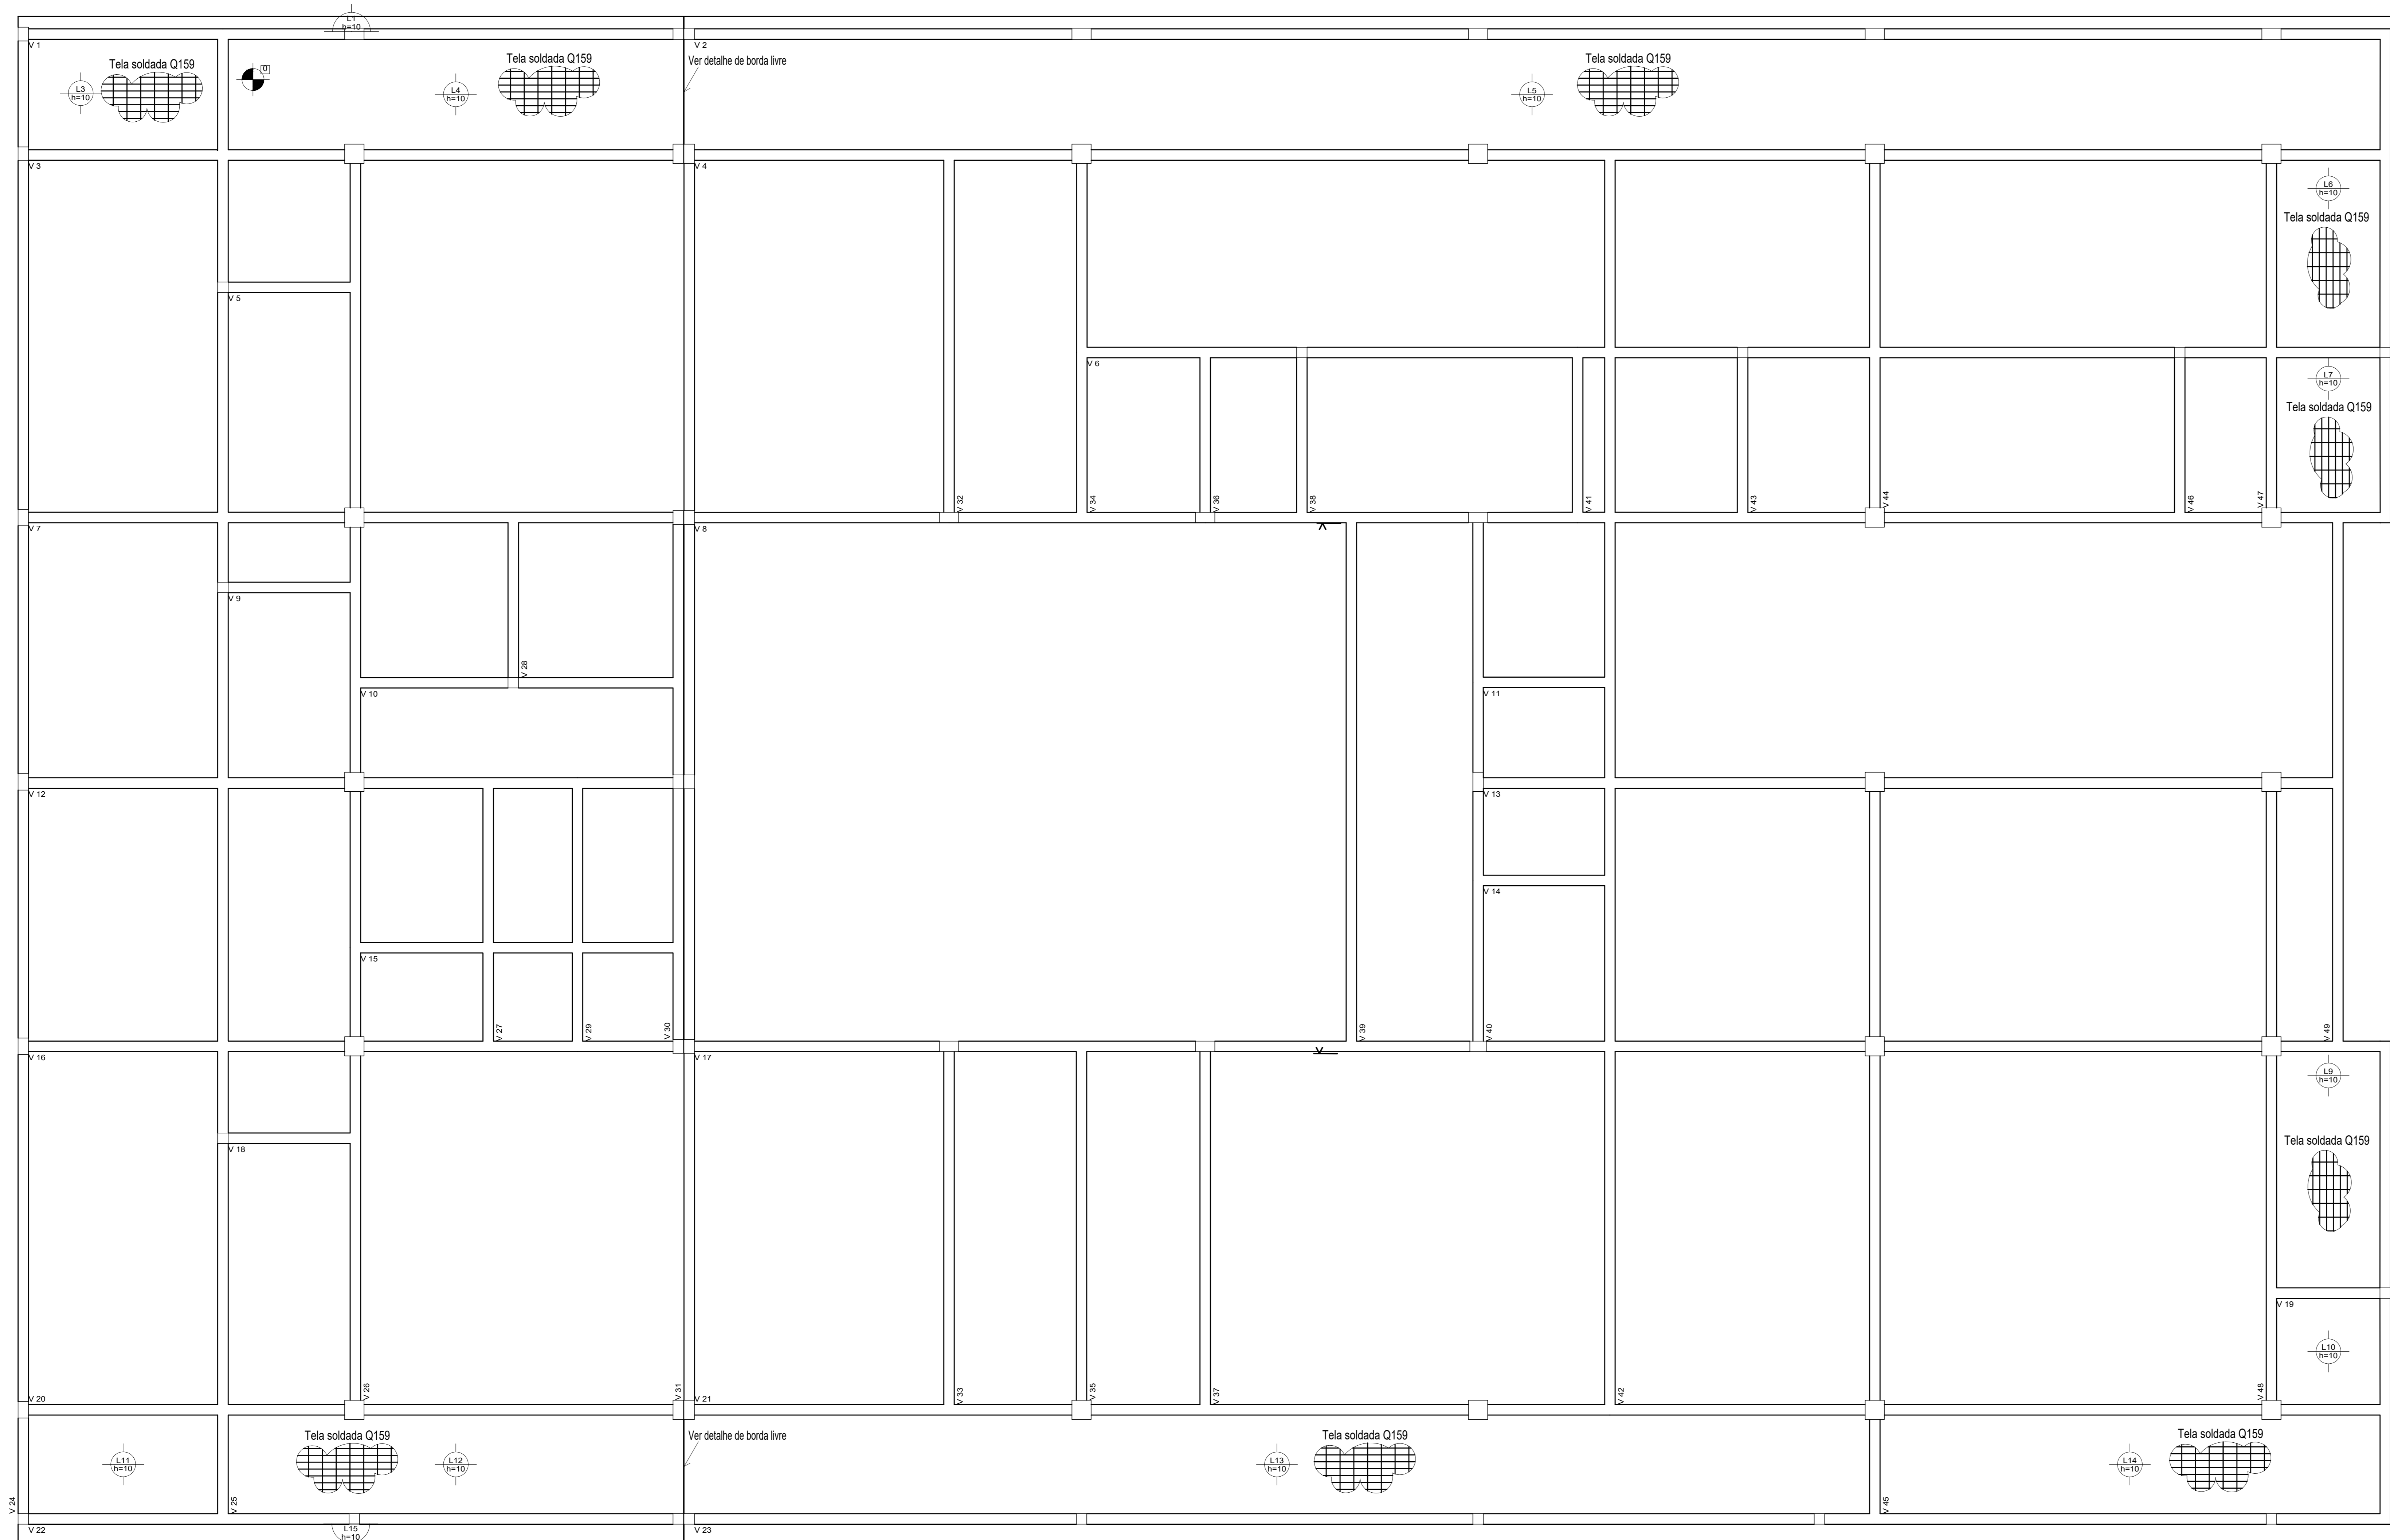 L1
h=10
V 1
V 2
Tela soldada Q159
Tela soldada Q159
Ver detalhe de borda livre
Tela soldada Q159
0
L3
h=10
L4
h=10
L5
h=10
V 3
V 4
L6
h=10
Tela soldada Q159
V 5
V 6
L7
h=10
Tela soldada Q159
V 32
V 34
V 36
V 38
V 41
V 43
V 44
V 46
V 47
V 7
V 8
V 9
V 28
V 10
V 11
V 12
V 13
V 14
V 15
V 27
V 29
V 30
V 39
V 40
V 49
V 16
V 17
L9
h=10
Tela soldada Q159
V 18
V 19
L10
h=10
V 20
V 26
V 31
V 21
V 33
V 35
V 37
V 42
V 48
Tela soldada Q159
Ver detalhe de borda livre
Tela soldada Q159
Tela soldada Q159
L11
h=10
L12
h=10
L13
h=10
L14
h=10
V 24
V 25
V 45
V 22
L15
h=10
V 23